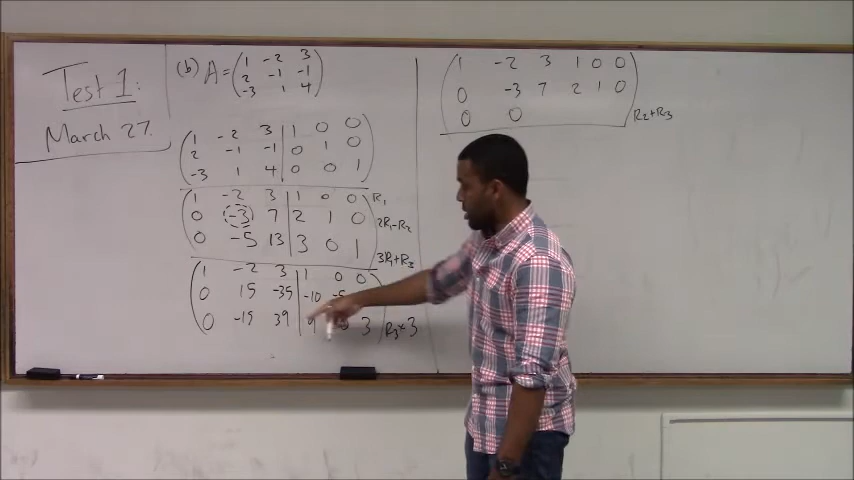 Test 1:
March 27.
(b) A = ( 1 -2 3
2 -1 -1
-3 1 4 )
( 1 -2 3 | 1 0 0
2 -1 -1 | 0 1 0
-3 1 4 | 0 0 1 )
( 1 -2 3 | 1 0 0 ) R1
0 -3 7 | 2 1 0 2R1-R2
0 -5 13 | 3 0 1 3R1+R3
( 1 -2 3 | 1 0 0
0 15 -35 | -10 -5
0 -15 39 | 9 3 ) R3×3
( 1 -2 3 1 0 0
0 -3 7 2 1 0
0 0 ) R2+R3